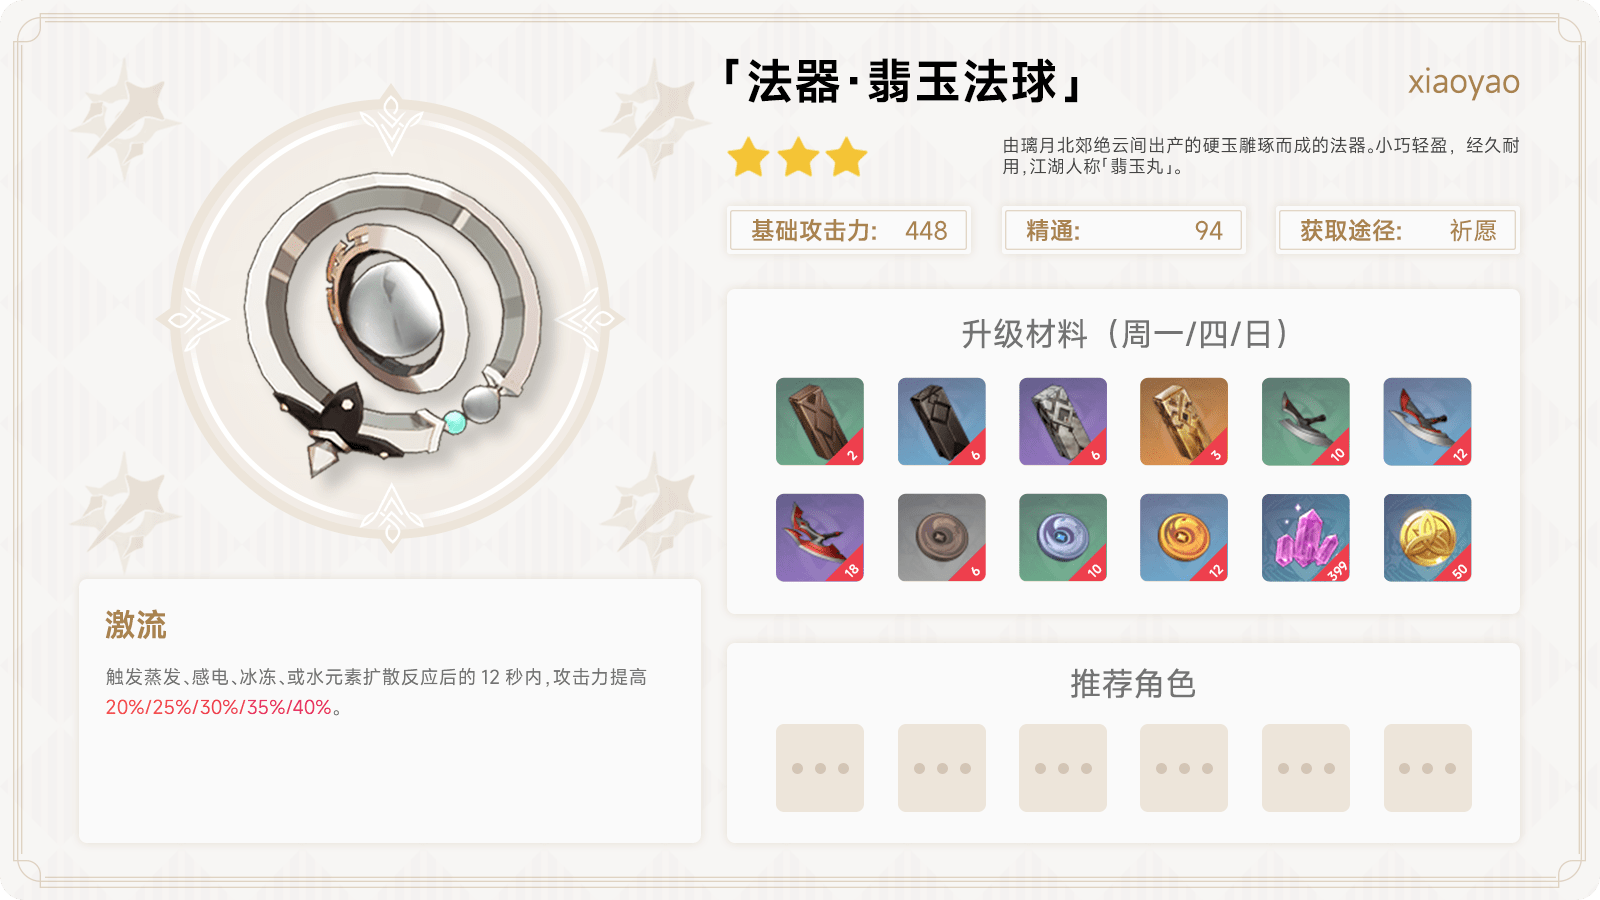 「法器·翡玉法球」
xiaoyao
由璃月北郊绝云间出产的硬玉雕琢而成的法器。小巧轻盈，经久耐
用,江湖人称「翡玉丸」。
基础攻击力: 448
精通: 94
获取途径: 祈愿
升级材料（周一/四/日）
2 6 6 3 10 12
18 6 10 12 399 50
激流
触发蒸发、感电、冰冻、或水元素扩散反应后的 12 秒内,攻击力提高
20%/25%/30%/35%/40%。
推荐角色